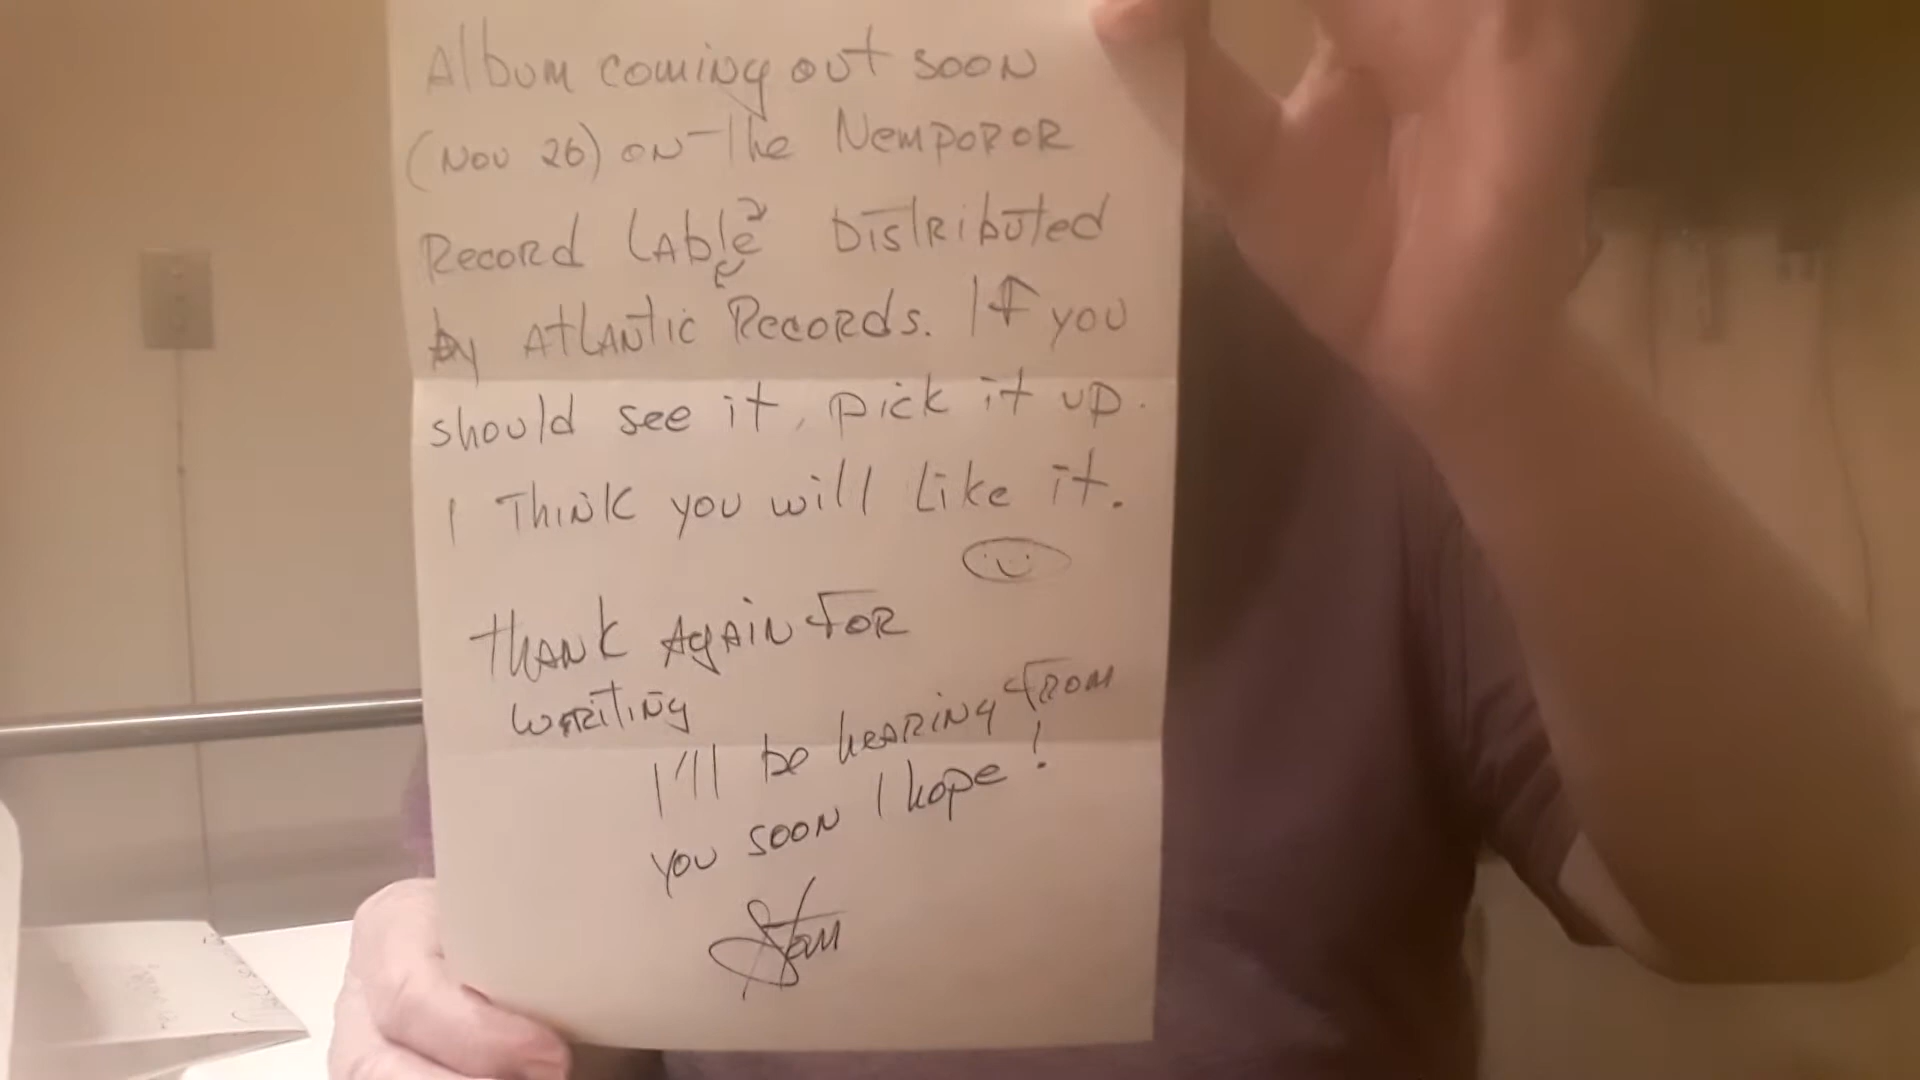 Album coming out soon
(Nov 26) on the Nemporor
Record Lable Distributed
by Atlantic Records. If you
should see it, pick it up.
I Think you will Like it.
thank Again For
writing
I'll be hearing from
you soon I hope!
Stan